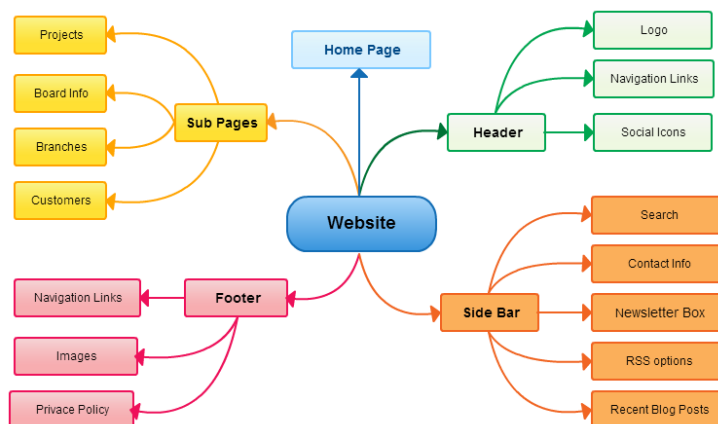 Projects
Board Info
Branches
Customers
Sub Pages
Home Page
Header
Logo
Navigation Links
Social Icons
Website
Footer
Navigation Links
Images
Privace Policy
Side Bar
Search
Contact Info
Newsletter Box
RSS options
Recent Blog Posts